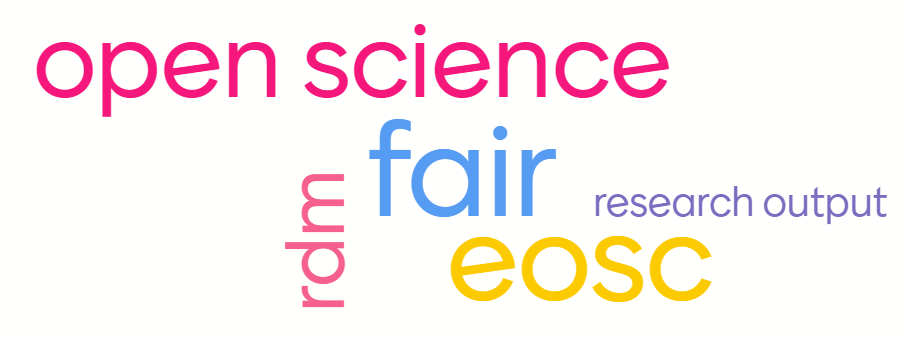 open science
fair
rdm
research output
eosc